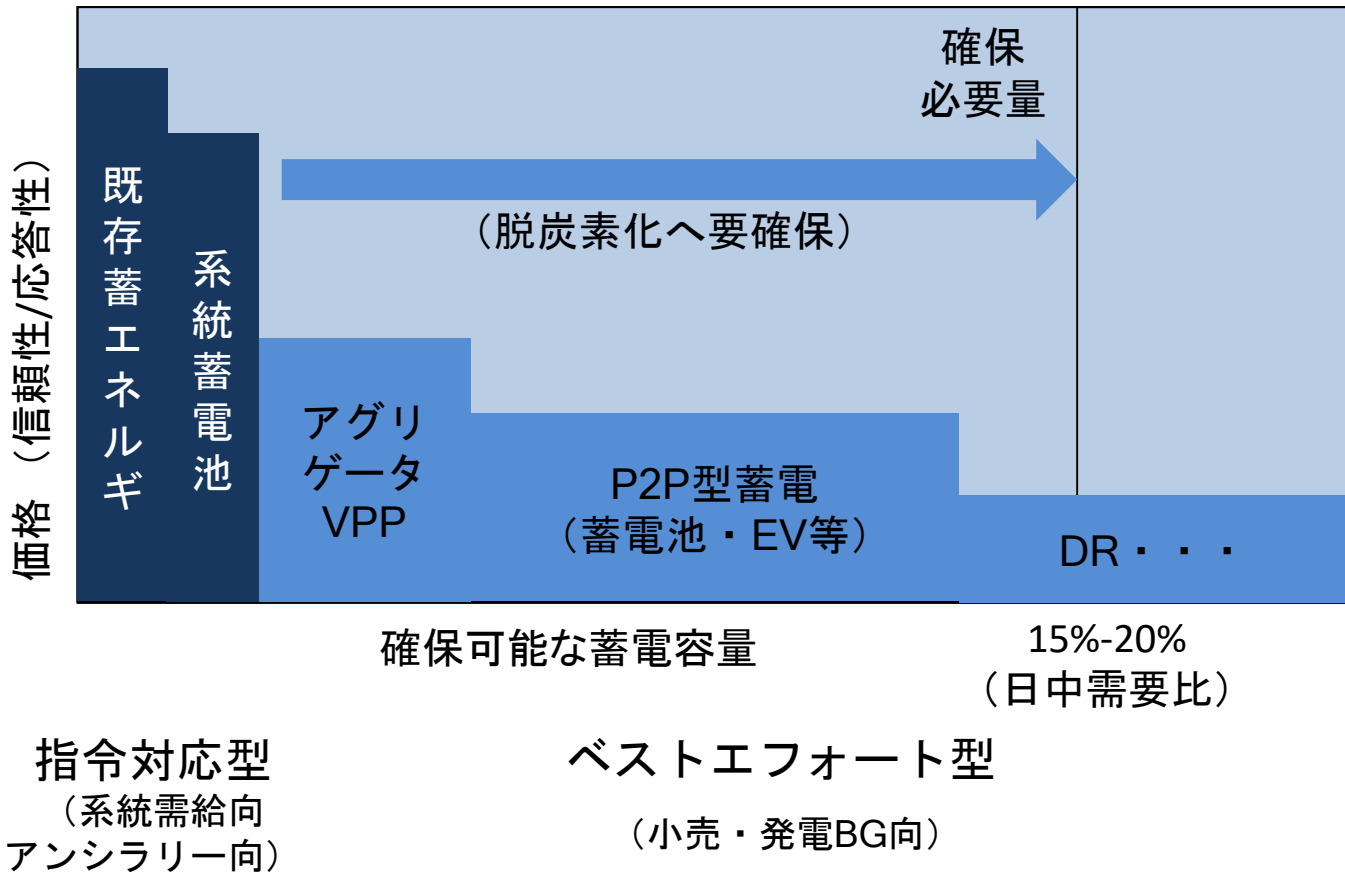 価格 （信頼性/応答性）
既存蓄エネルギ
系統蓄電池
確保
必要量
（脱炭素化へ要確保）
アグリ
ゲータ
VPP
P2P型蓄電
（蓄電池・EV等）
DR・・・
確保可能な蓄電容量
15%-20%
（日中需要比）
指令対応型
（系統需給向
アンシラリー向）
ベストエフォート型
（小売・発電BG向）